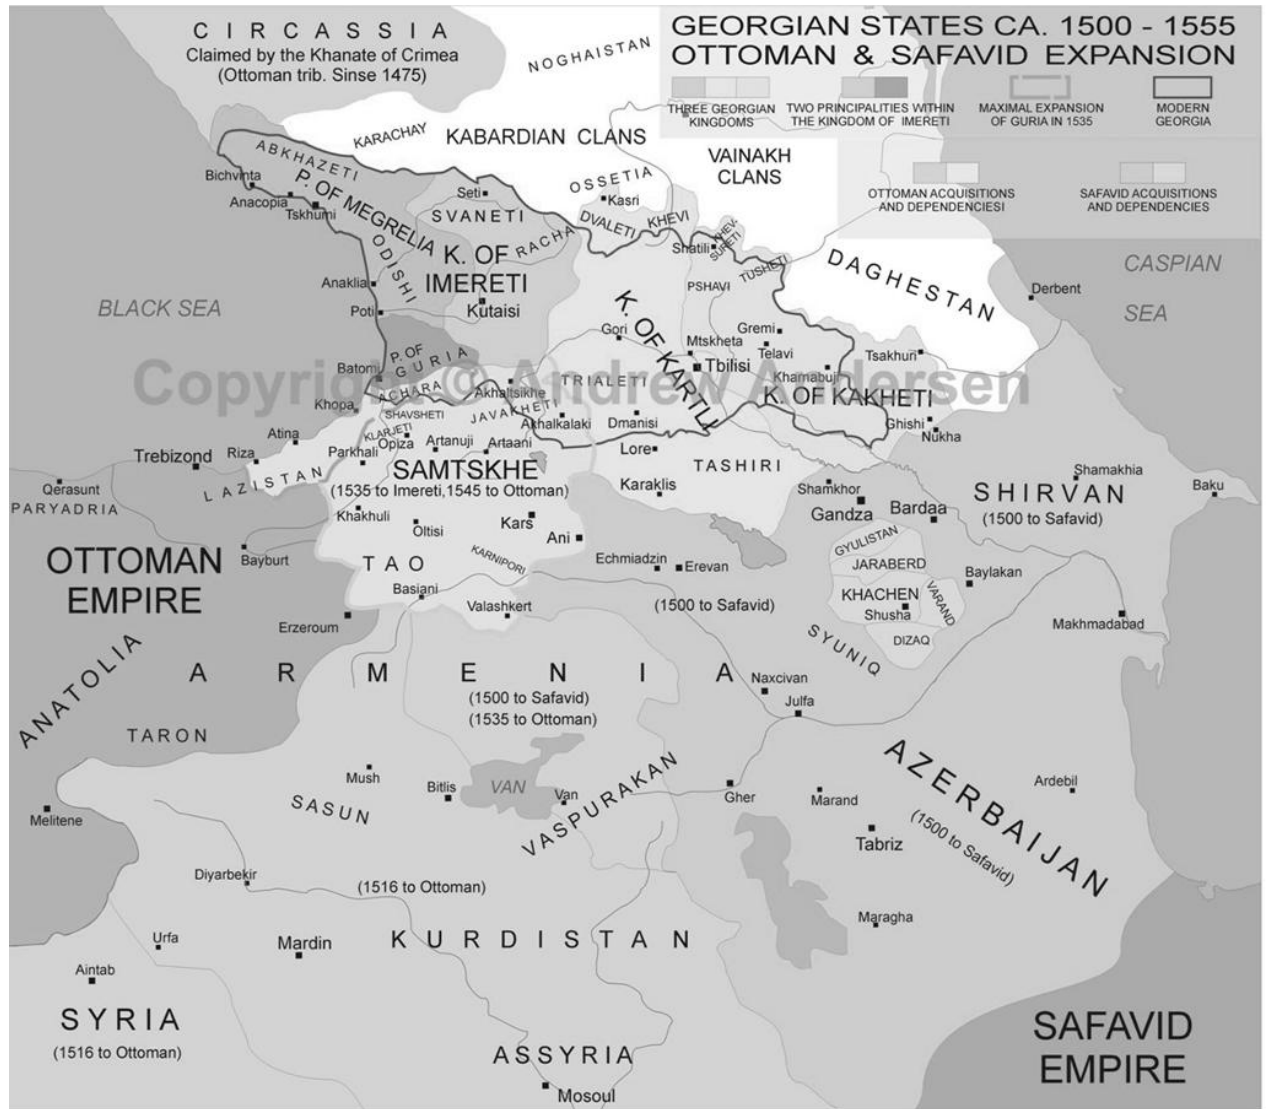 GEORGIAN STATES CA. 1500 - 1555
OTTOMAN & SAFAVID EXPANSION
THREE GEORGIAN
KINGDOMS
TWO PRINCIPALITIES WITHIN
THE KINGDOM OF IMERETI
MAXIMAL EXPANSION
OF GURIA IN 1535
MODERN
GEORGIA
OTTOMAN ACQUISITIONS
AND DEPENDENCIESI
SAFAVID ACQUISITIONS
AND DEPENDENCIES
CIRCASSIA
Claimed by the Khanate of Crimea
(Ottoman trib. Sinse 1475)
NOGHAISTAN
KARACHAY
KABARDIAN CLANS
VAINAKH
CLANS
ABKHAZETI
Bichvinta
P. OF MEGRELIA
Anacopia
Tskhumi
Seti
SVANETI
OSSETIA
Kasri
DVALETI
KHEVI
KHEV-
SURETI
Shatili
TUSHETI
PSHAVI
RACHA
ODISHI
K. OF
IMERETI
Anaklia
Poti
Kutaisi
BLACK SEA
DAGHESTAN
CASPIAN
SEA
Derbent
K. OF KARTLI
Gori
Mtskheta
Tbilisi
Gremi
Telavi
Tsakhuri
Kharnabuji
K. OF KAKHETI
Batomi
P. OF
GURIA
Copyright © Andrew Andersen
ACHARA
Akhaltsikhe
TRIALETI
Khopa
SHAVSHETI
JAVAKHETI
Akhalkalaki
Dmanisi
Ghishi
Nukha
Atina
KLARJETI
Opiza
Artanuji
Artaani
Lore
TASHIRI
Trebizond
Riza
Parkhali
LAZISTAN
SAMTSKHE
(1535 to Imereti,1545 to Ottoman)
Karaklis
Shamkhor
Gandza
Bardaa
SHIRVAN
(1500 to Safavid)
Shamakhia
Baku
Qerasunt
PARYADRIA
Khakhuli
Oltisi
Kars
Ani
GYULISTAN
JARABERD
KHACHEN
Shusha
VARAND
DIZAQ
Baylakan
OTTOMAN
EMPIRE
Bayburt
TAO
KARNIPORI
Echmiadzin
Erevan
(1500 to Safavid)
Basiani
Valashkert
Erzeroum
SYUNIQ
Makhmadabad
ANATOLIA
ARMENIA
(1500 to Safavid)
(1535 to Ottoman)
Naxcivan
Julfa
TARON
AZERBAIJAN
(1500 to Safavid)
Mush
Bitlis
VAN
Van
VASPURAKAN
Gher
Marand
Ardebil
Melitene
SASUN
Tabriz
Diyarbekir
(1516 to Ottoman)
Maragha
Urfa
Mardin
KURDISTAN
Aintab
SYRIA
(1516 to Ottoman)
ASSYRIA
Mosoul
SAFAVID
EMPIRE